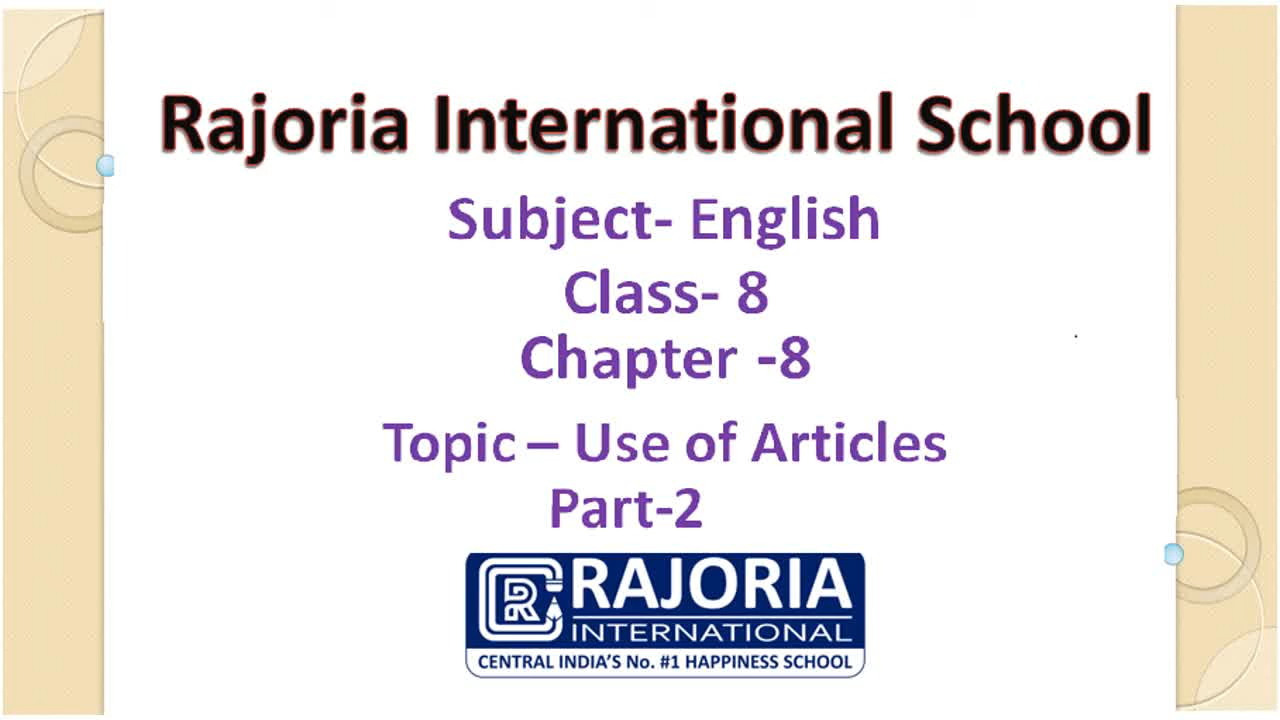 Rajoria International School
Subject- English
Class- 8
Chapter -8
Topic – Use of Articles
Part-2
RAJORIA
INTERNATIONAL
CENTRAL INDIA'S No. #1 HAPPINESS SCHOOL